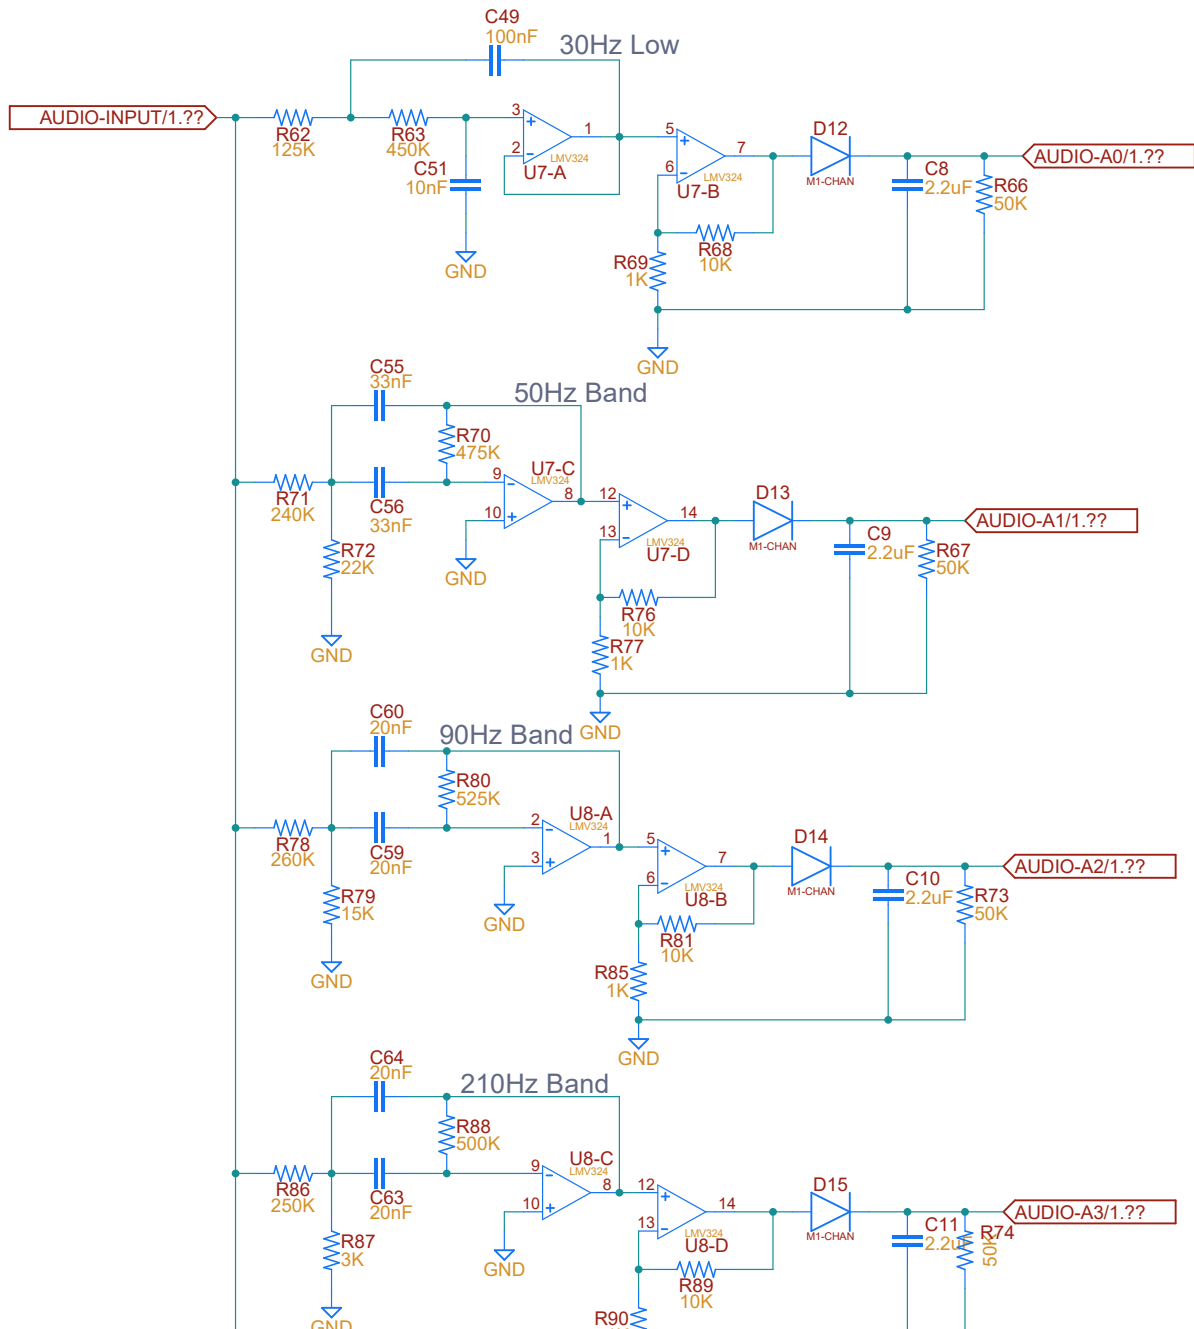 C49
100nF
30Hz Low
AUDIO-INPUT/1.??
R62
125K
R63
450K
C51
10nF
3
2
1
LMV324
U7-A
5
6
7
LMV324
U7-B
D12
M1-CHAN
C8
2.2uF
R66
50K
AUDIO-A0/1.??
R69
1K
R68
10K
GND
GND
C55
33nF
50Hz Band
R70
475K
R71
240K
C56
33nF
R72
22K
GND
9
10
8
U7-C
LMV324
GND
12
13
14
LMV324
U7-D
D13
M1-CHAN
C9
2.2uF
R67
50K
AUDIO-A1/1.??
R76
10K
R77
1K
GND
C60
20nF
90Hz Band
R80
525K
R78
260K
C59
20nF
R79
15K
GND
2
3
1
U8-A
LMV324
GND
5
6
7
LMV324
U8-B
D14
M1-CHAN
C10
2.2uF
R73
50K
AUDIO-A2/1.??
R81
10K
R85
1K
GND
C64
20nF
210Hz Band
R88
500K
R86
250K
C63
20nF
R87
3K
GND
9
10
8
U8-C
LMV324
GND
12
13
14
LMV324
U8-D
D15
M1-CHAN
C11
2.2uF
R74
50K
AUDIO-A3/1.??
R89
10K
R90